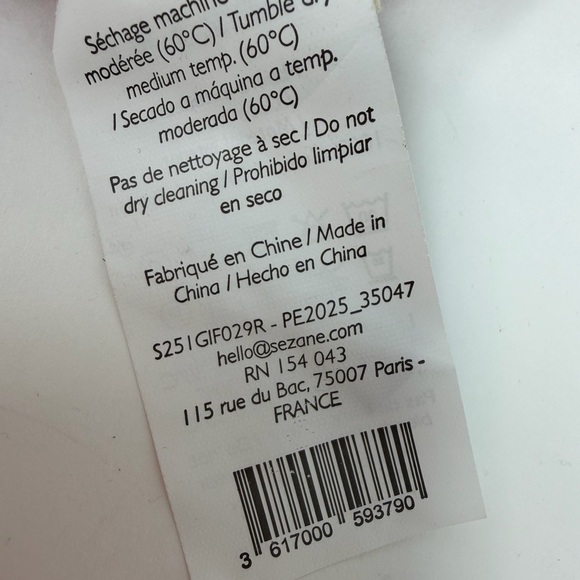 Séchage machine
modérée (60°C) / Tumble dry
medium temp. (60°C)
/ Secado a máquina a temp.
moderada (60°C)
Pas de nettoyage à sec / Do not
dry cleaning / Prohibido limpiar
en seco
Fabriqué en Chine / Made in
China / Hecho en China
S251GIF029R - PE2025_35047
hello@sezane.com
RN 154 043
115 rue du Bac, 75007 Paris -
FRANCE
3 617000 593790